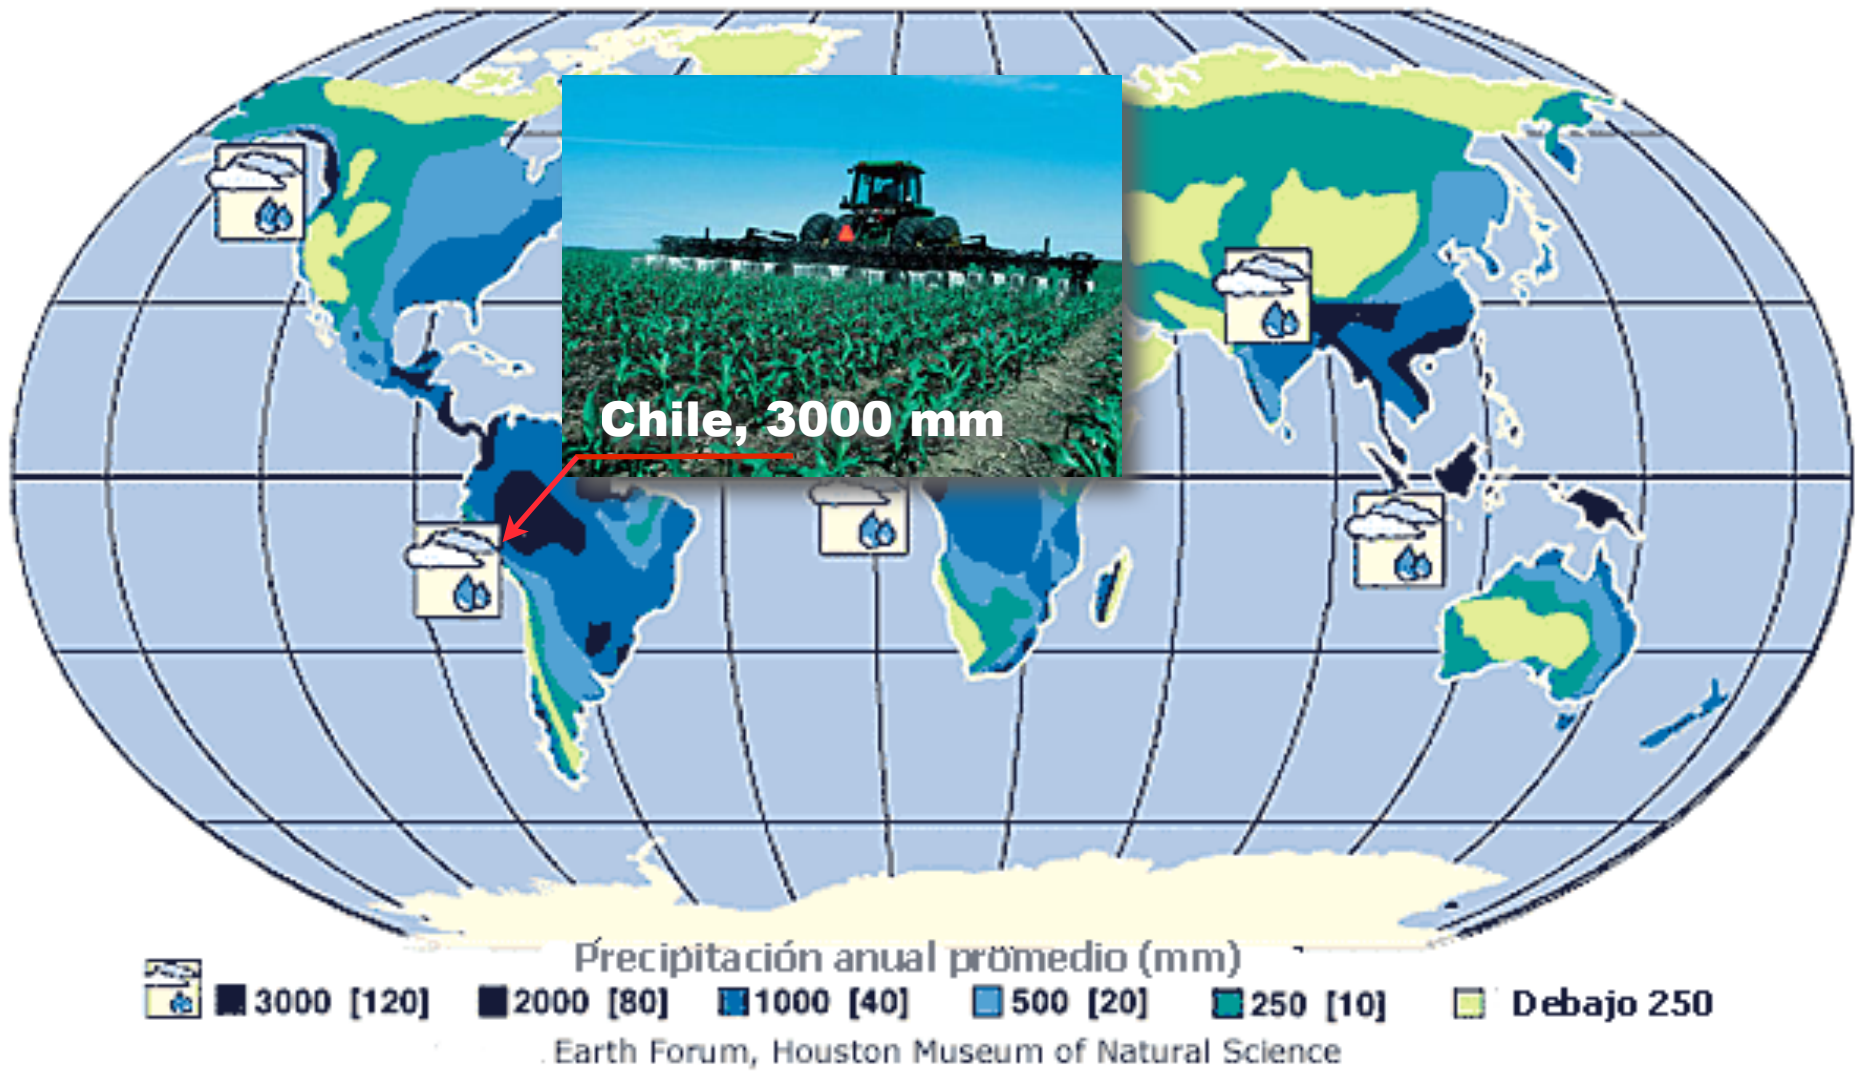 Chile, 3000 mm
Precipitación anual promedio (mm)
3000 [120] 2000 [80] 1000 [40] 500 [20] 250 [10] Debajo 250
Earth Forum, Houston Museum of Natural Science